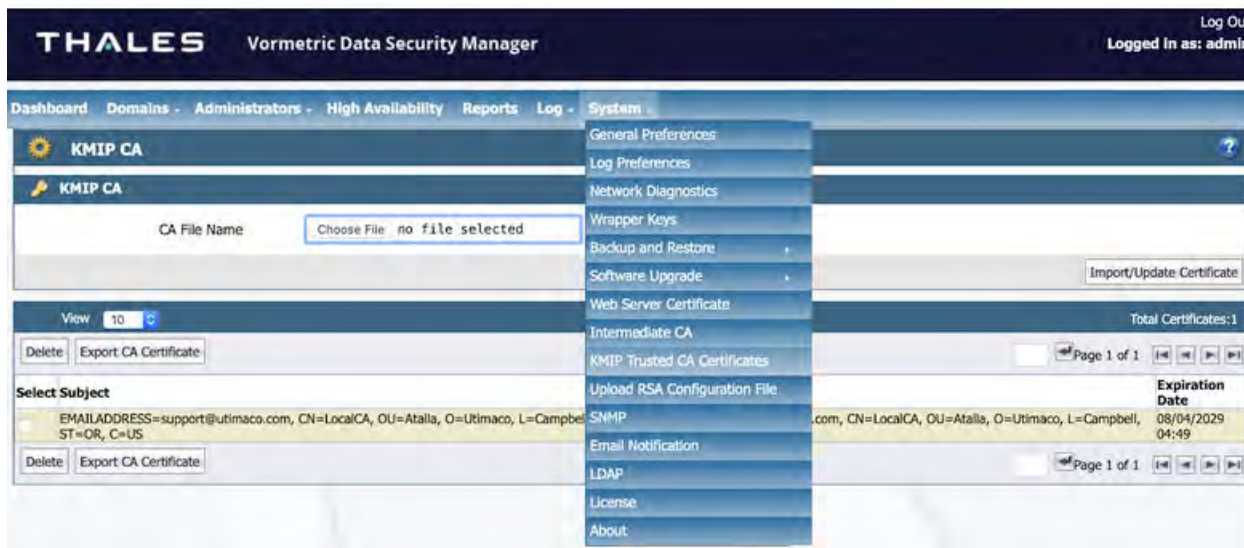 THALES Vormetric Data Security Manager
Log Ou
Logged in as: admi
Dashboard Domains Administrators High Availability Reports Log System
KMIP CA
KMIP CA
CA File Name Choose File no file selected
Import/Update Certificate
View 10 Total Certificates:1
Delete Export CA Certificate Page 1 of 1
Select Subject Expiration Date
EMAILADDRESS=support@utimaco.com, CN=LocalCA, OU=Atalla, O=Utimaco, L=Campbel .com, CN=LocalCA, OU=Atalla, O=Utimaco, L=Campbell, 08/04/2029
ST=OR, C=US 04:49
Delete Export CA Certificate Page 1 of 1
General Preferences
Log Preferences
Network Diagnostics
Wrapper Keys
Backup and Restore
Software Upgrade
Web Server Certificate
Intermediate CA
KMIP Trusted CA Certificates
Upload RSA Configuration File
SNMP
Email Notification
LDAP
License
About